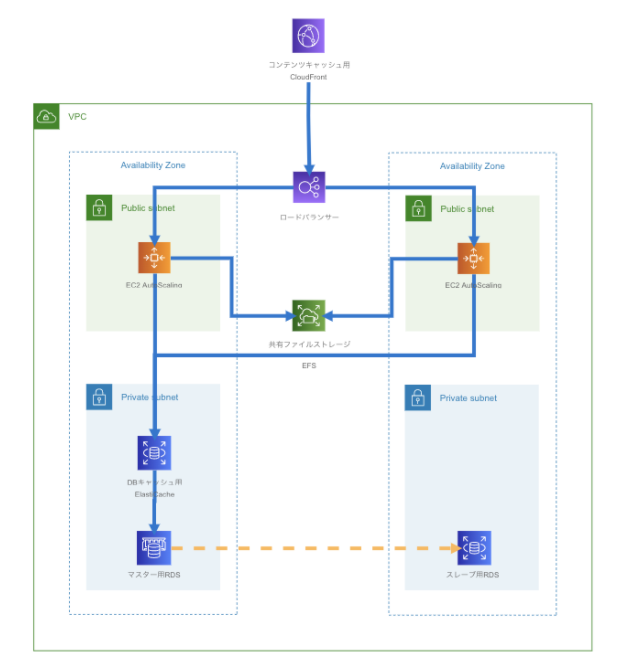 コンテンツキャッシュ用
CloudFront
VPC
Availability Zone
Availability Zone
Public subnet
ロードバランサー
Public subnet
EC2 AutoScalino
EC2 AutoScalino
共有ファイルストレージ
EFS
Private subnet
Private subnet
DBキャッシュ用
ElastiCache
マスター用RDS
スレーブ用RDS